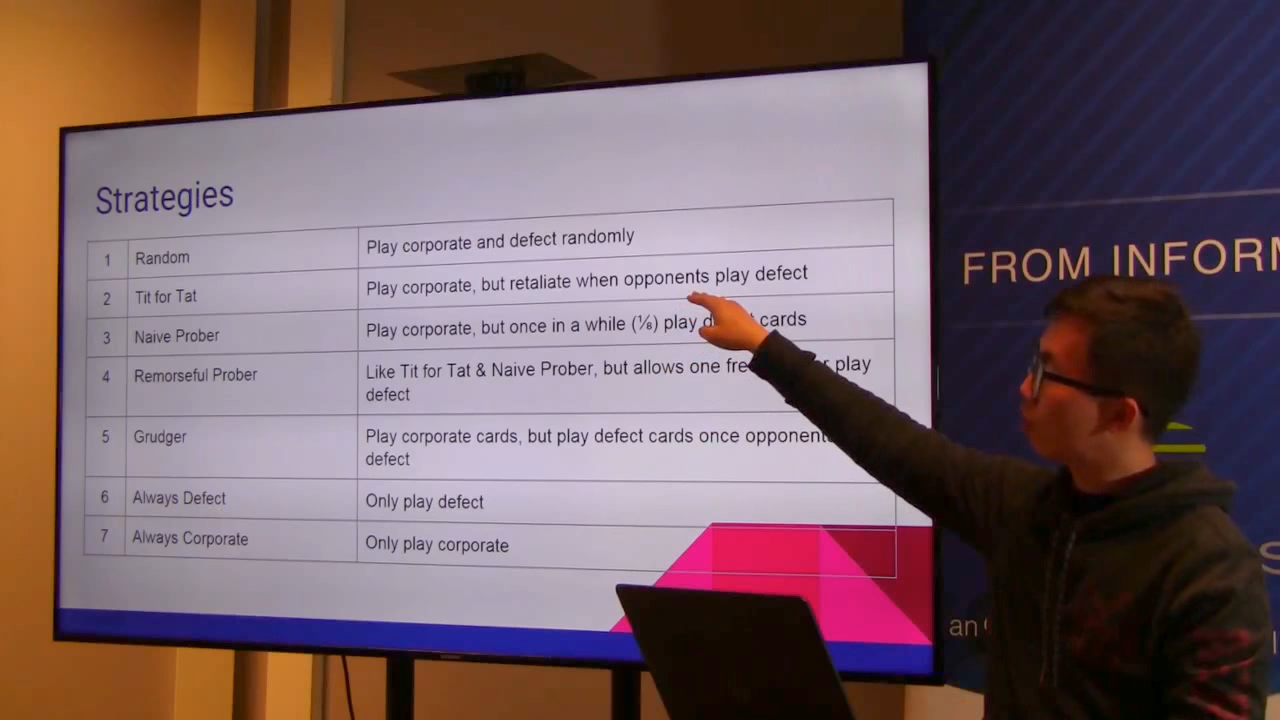 Strategies
1 Random Play corporate and defect randomly
2 Tit for Tat Play corporate, but retaliate when opponents play defect
3 Naive Prober Play corporate, but once in a while (⅛) play cards
4 Remorseful Prober Like Tit for Tat & Naive Prober, but allows one play
defect
5 Grudger Play corporate cards, but play defect cards once
defect
6 Always Defect Only play defect
7 Always Corporate Only play corporate
FROM
an